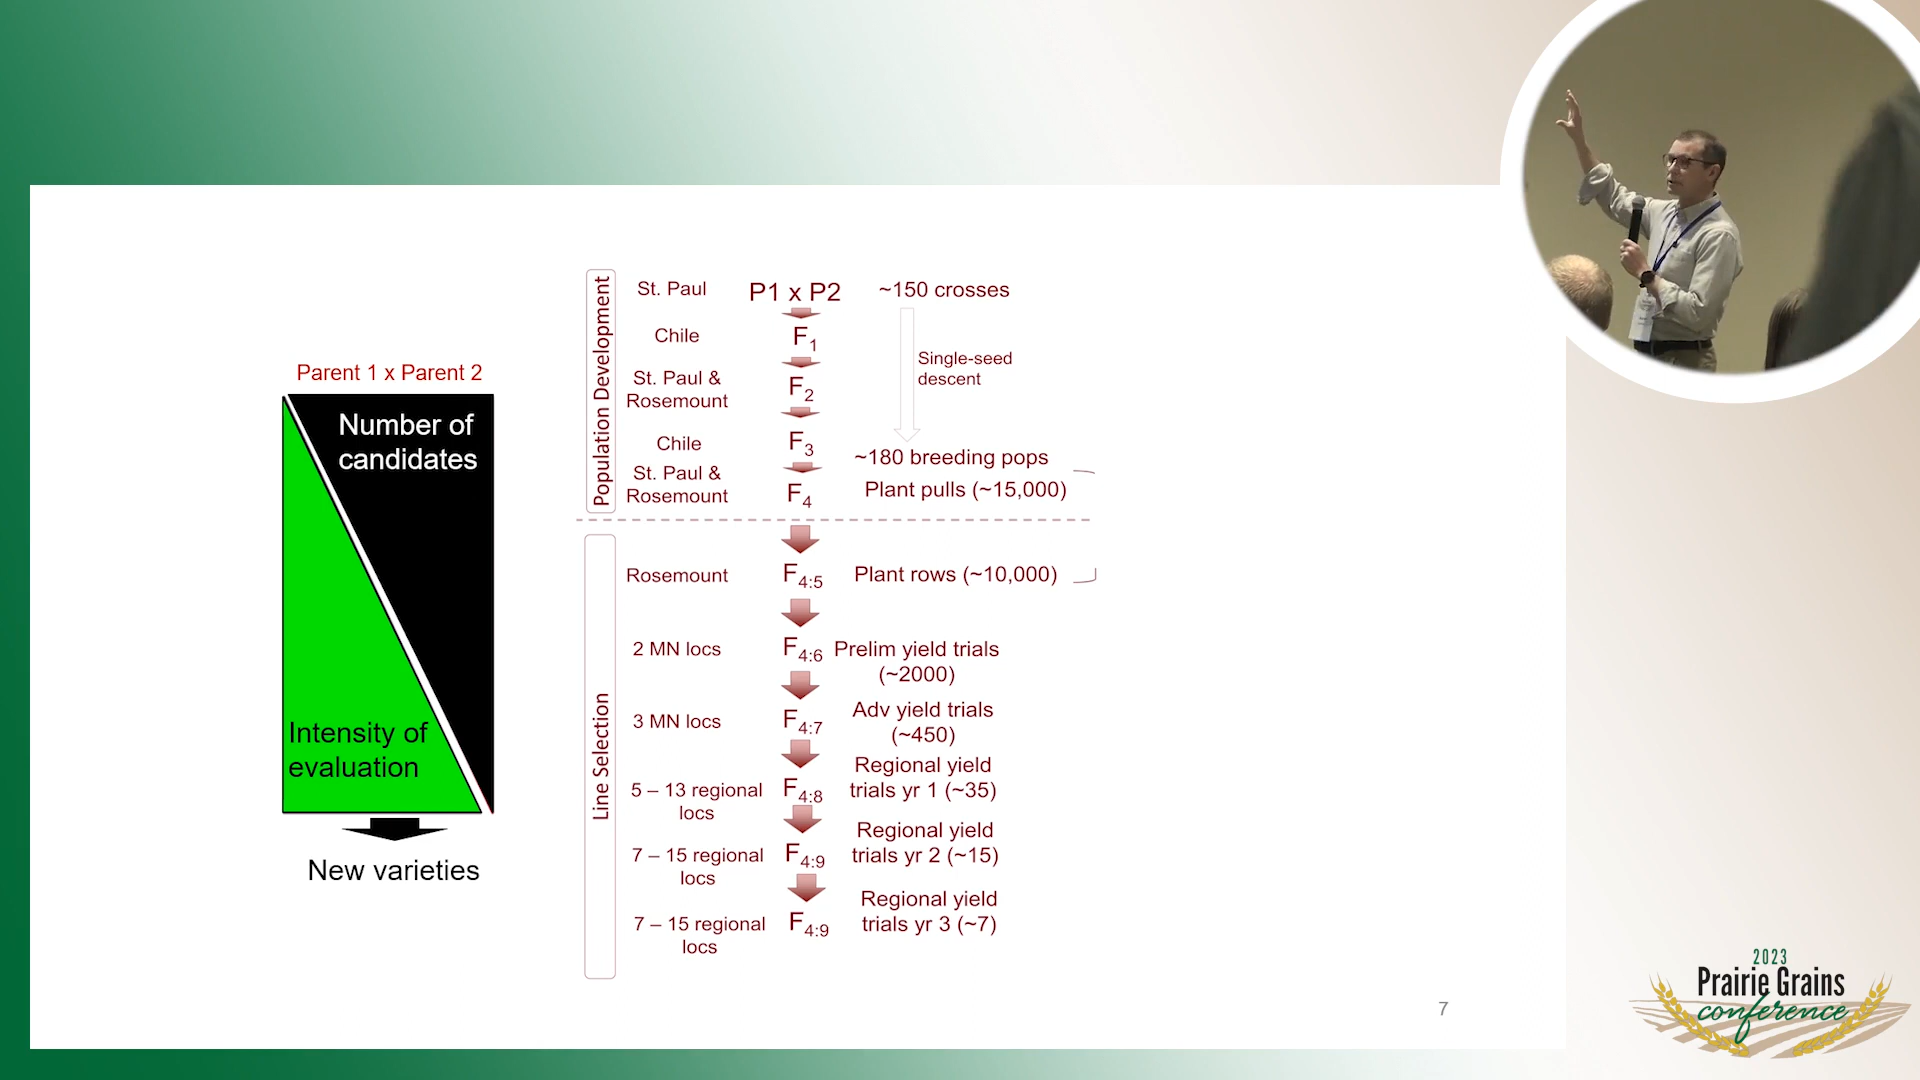 Parent 1 x Parent 2
Number of
candidates
Intensity of
evaluation
New varieties
Population Development
St. Paul
P1 x P2
~150 crosses
Chile
F1
Single-seed
descent
St. Paul &
Rosemount
F2
Chile
F3
~180 breeding pops
St. Paul &
Rosemount
F4
Plant pulls (~15,000)
Line Selection
Rosemount
F4:5
Plant rows (~10,000)
2 MN locs
F4:6
Prelim yield trials
(~2000)
3 MN locs
F4:7
Adv yield trials
(~450)
5 – 13 regional
locs
F4:8
Regional yield
trials yr 1 (~35)
7 – 15 regional
locs
F4:9
Regional yield
trials yr 2 (~15)
7 – 15 regional
locs
F4:9
Regional yield
trials yr 3 (~7)
7
2023
Prairie Grains
conference